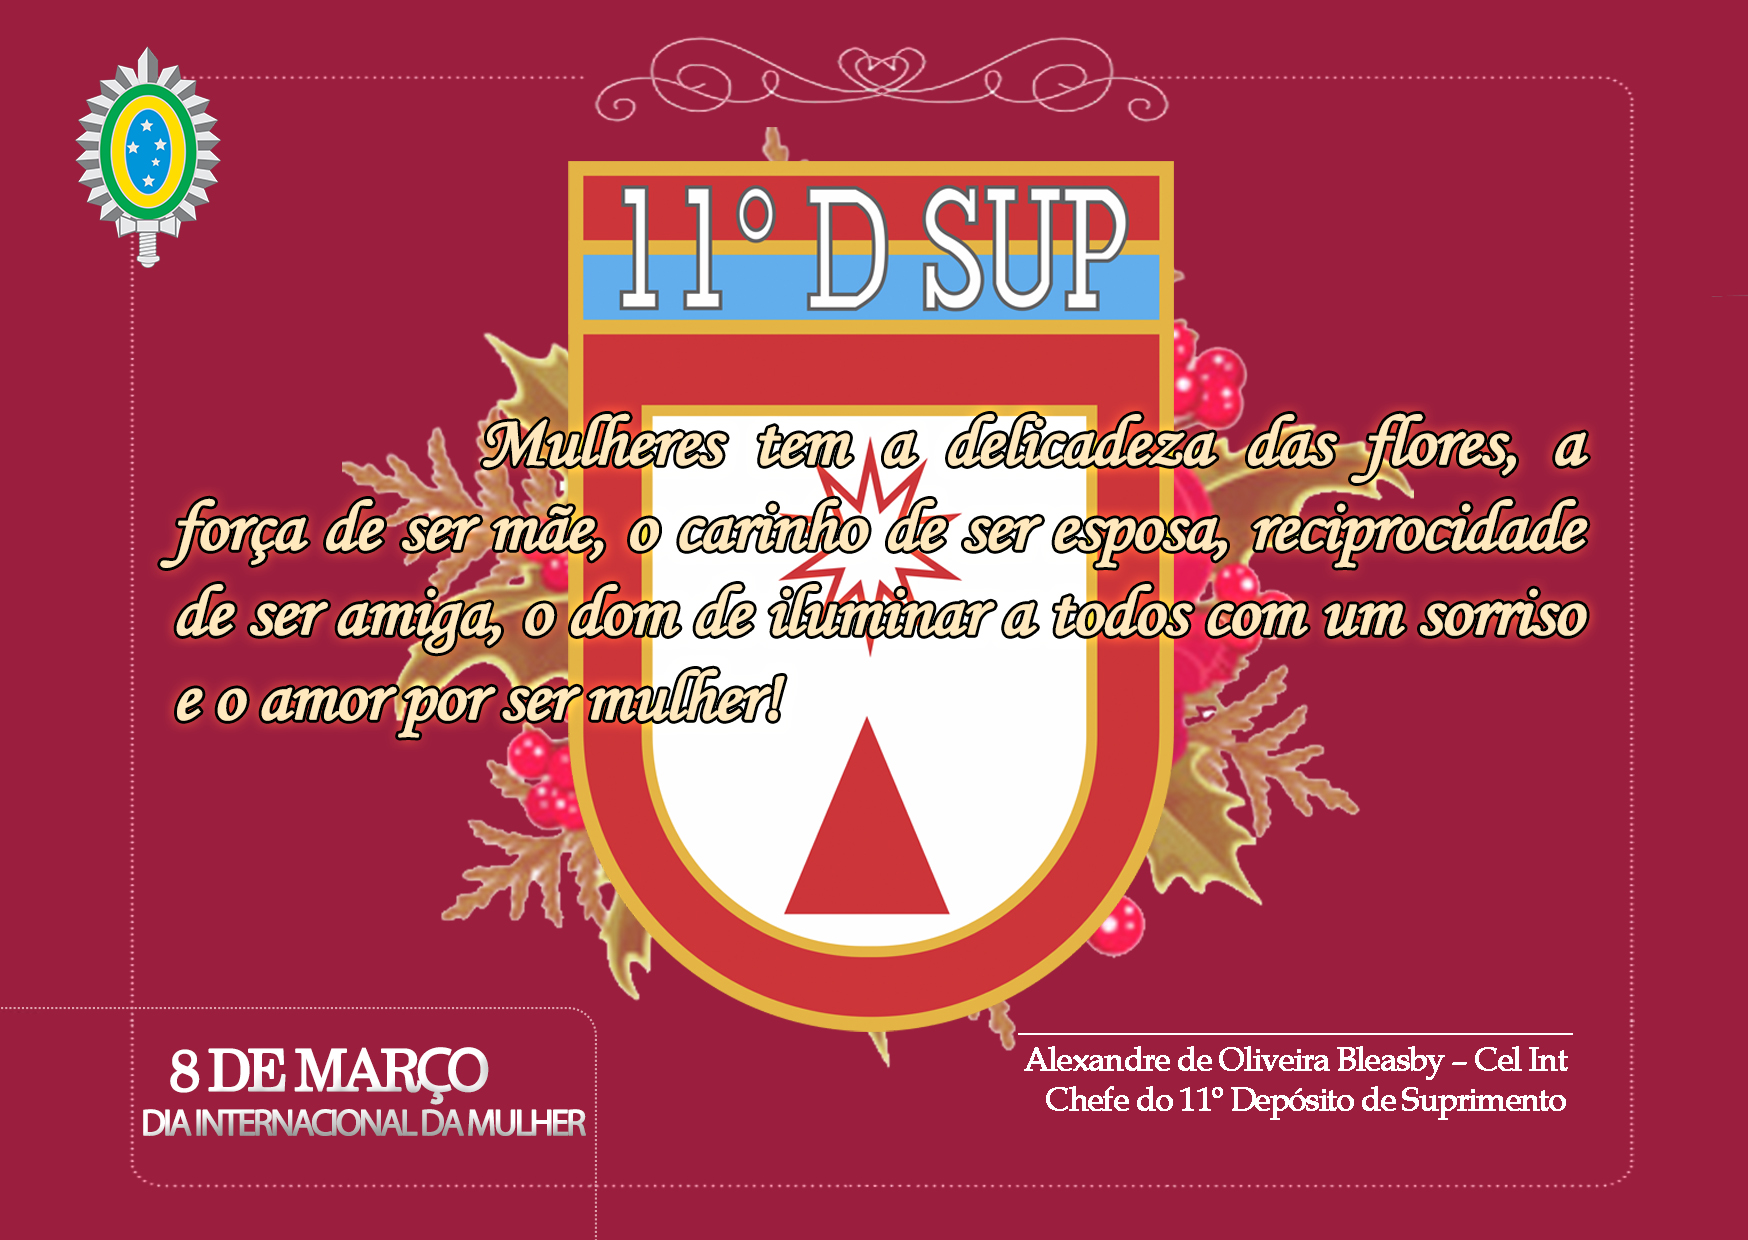 11º D SUP
Mulheres tem a delicadeza das flores, a
força de ser mãe, o carinho de ser esposa, reciprocidade
de ser amiga, o dom de iluminar a todos com um sorriso
e o amor por ser mulher!
8 DE MARÇO
DIA INTERNACIONAL DA MULHER
Alexandre de Oliveira Bleasby – Cel Int
Chefe do 11º Depósito de Suprimento